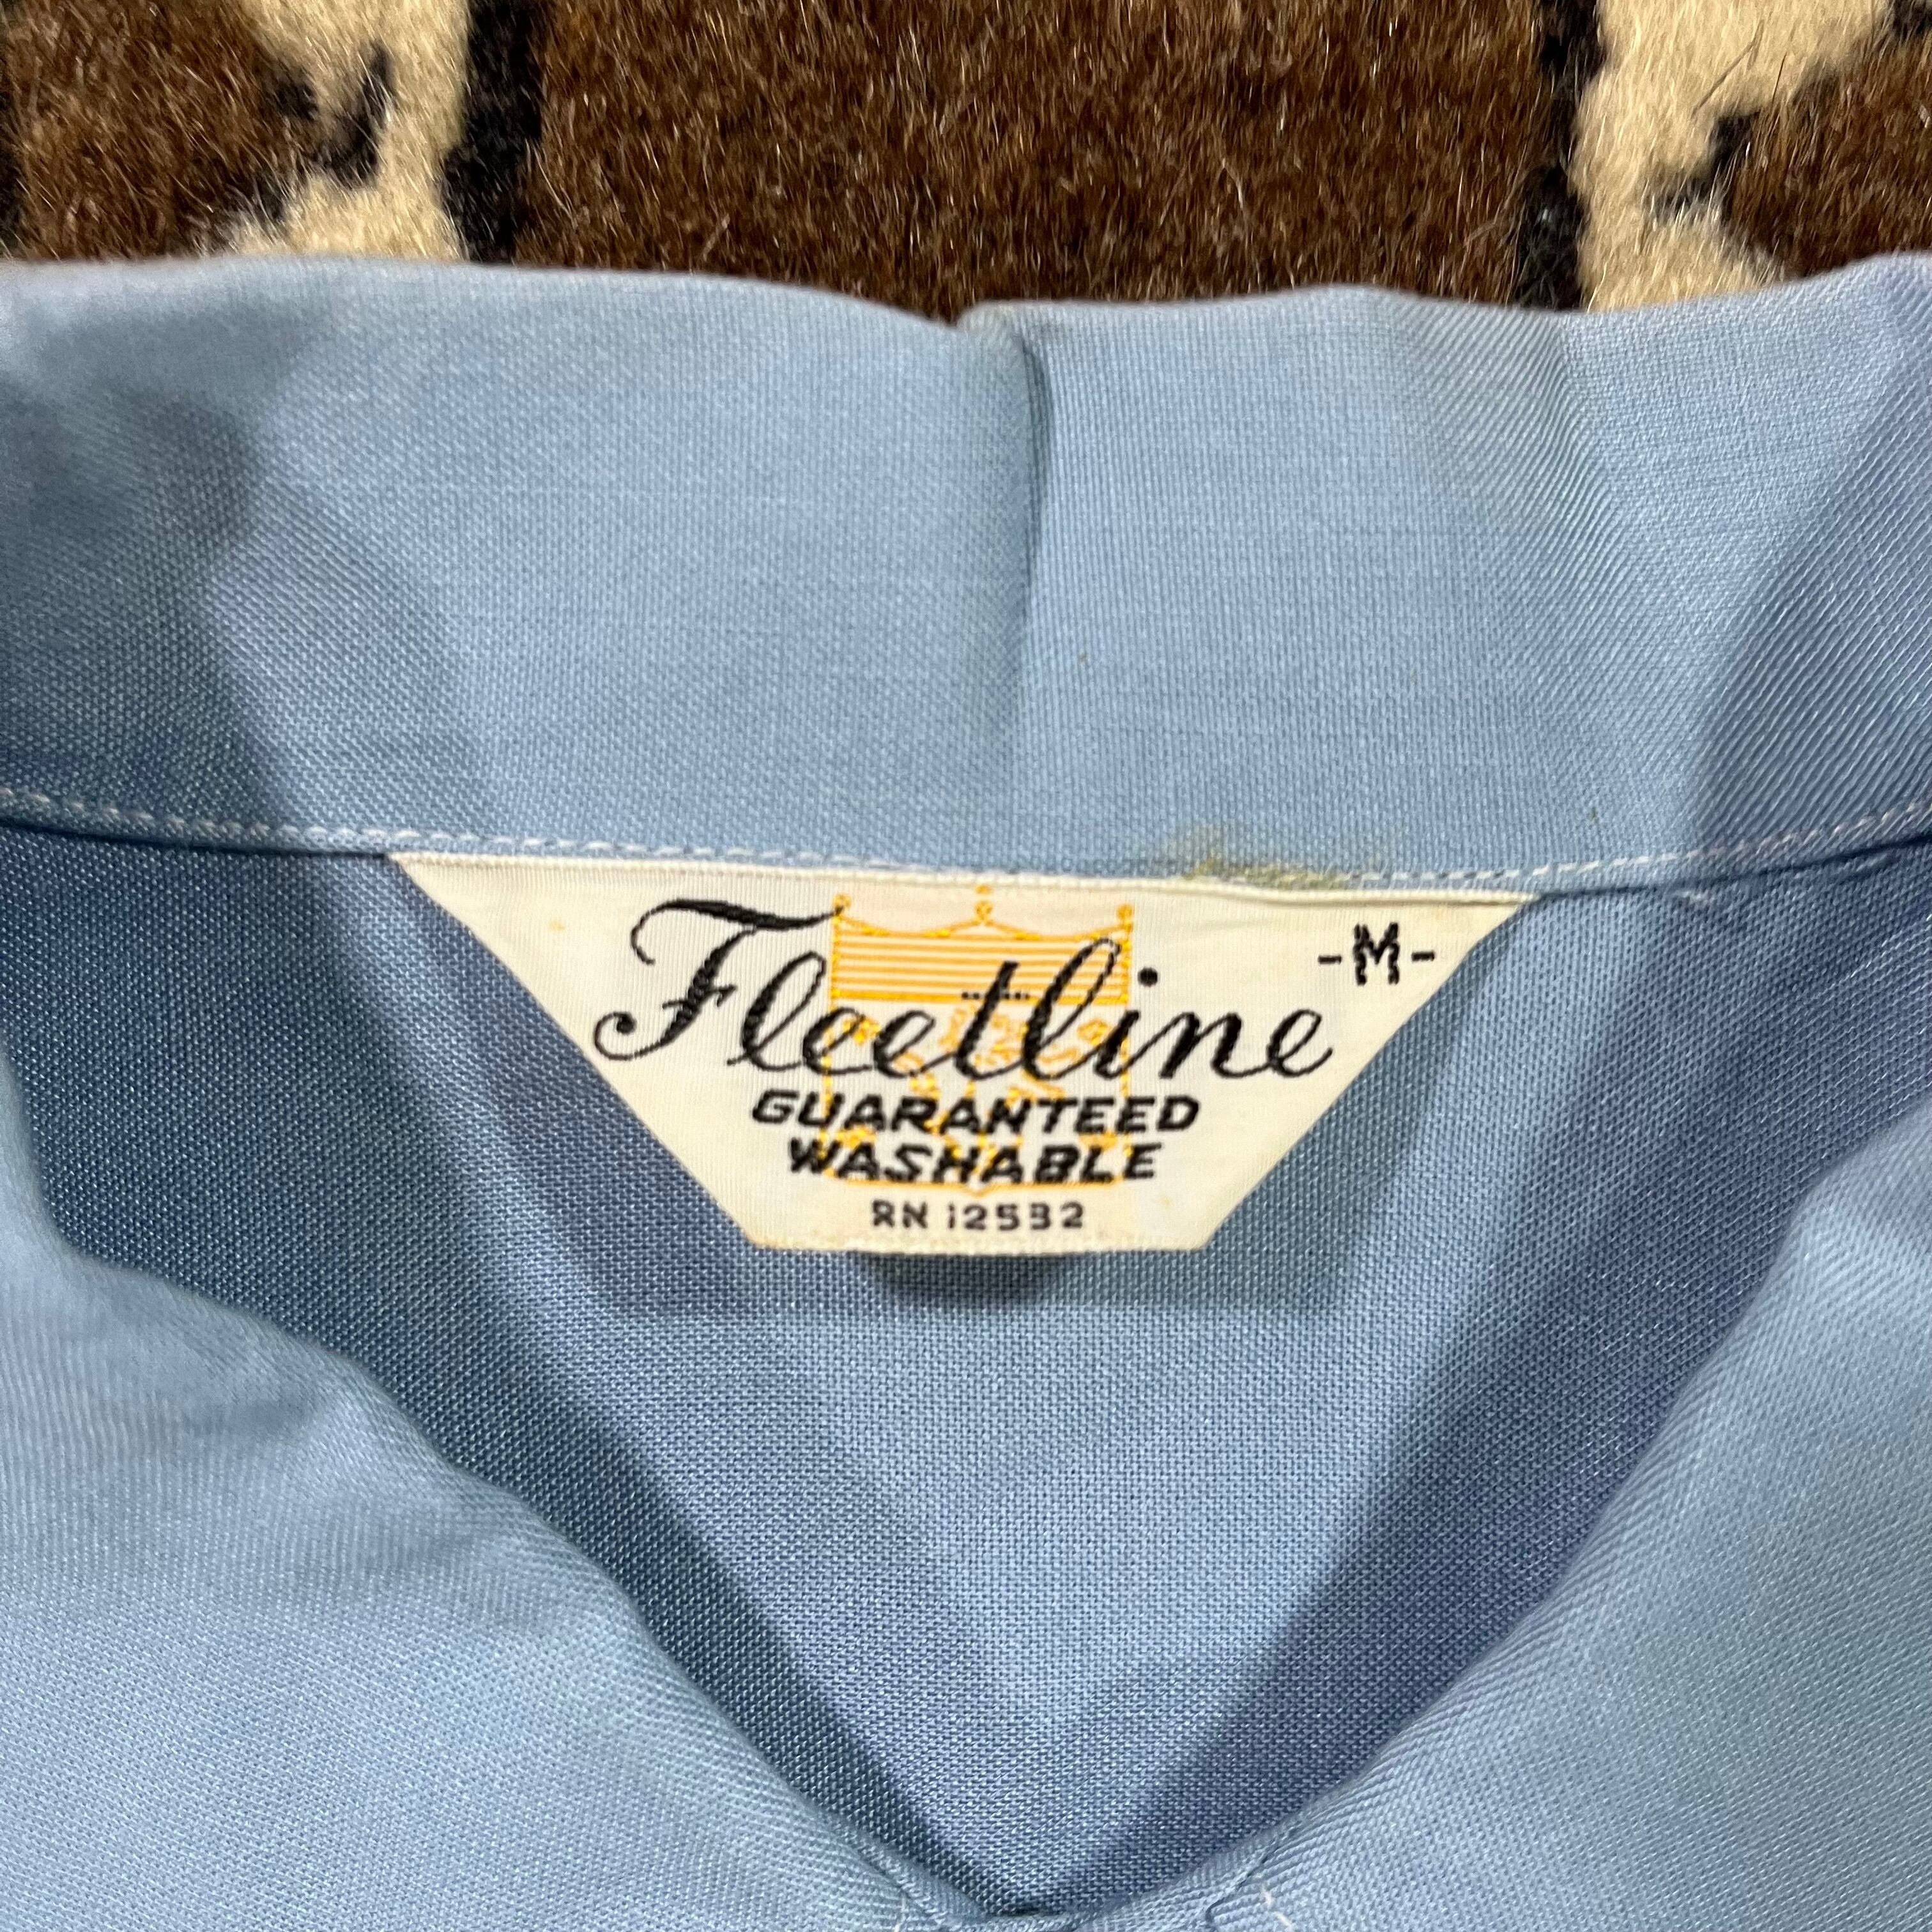 Fleetline
-M-
GUARANTEED
WASHABLE
RN 12532